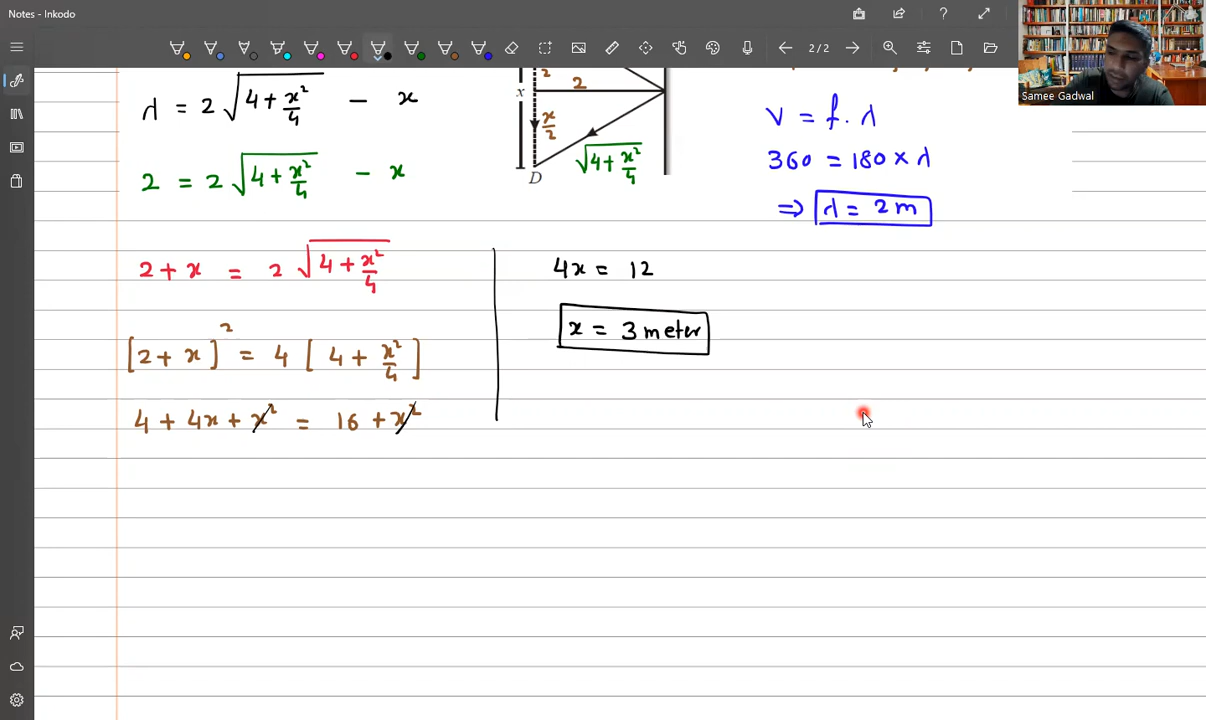 Notes - Inkodo
2/2
Samee Gadwal
λ = 2√(4 + x²/4) - x
2 = 2√(4 + x²/4) - x
2 + x = 2√(4 + x²/4)
[2 + x]² = 4[4 + x²/4]
4 + 4x + x² = 16 + x²
2
x
2
x/2
√(4 + x²/4)
D
4x = 12
x = 3 meter
V = f. λ
360 = 180 × λ
⇒ λ = 2 m